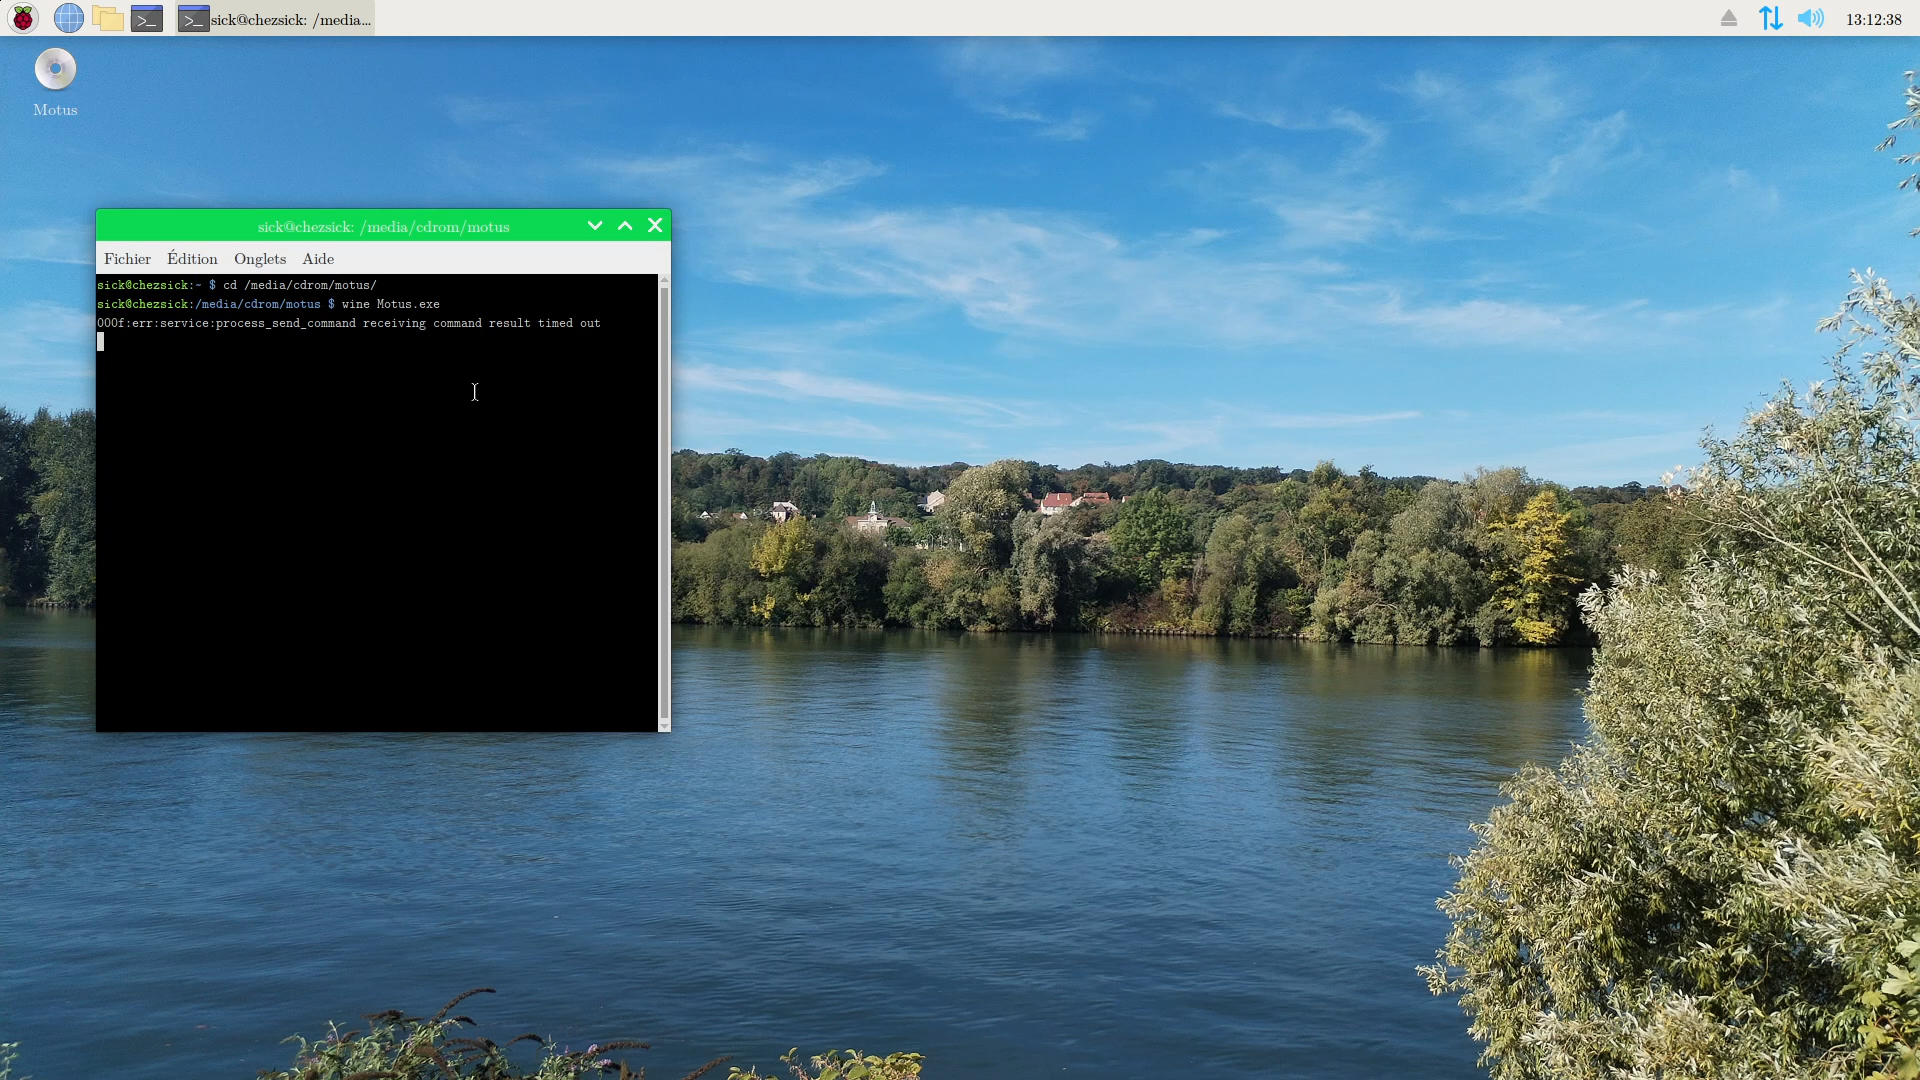 sick@chezsick: /media...
13:12:38
Motus
sick@chezsick: /media/cdrom/motus
Fichier Édition Onglets Aide
sick@chezsick:~ $ cd /media/cdrom/motus/
sick@chezsick:/media/cdrom/motus $ wine Motus.exe
000f:err:service:process_send_command receiving command result timed out